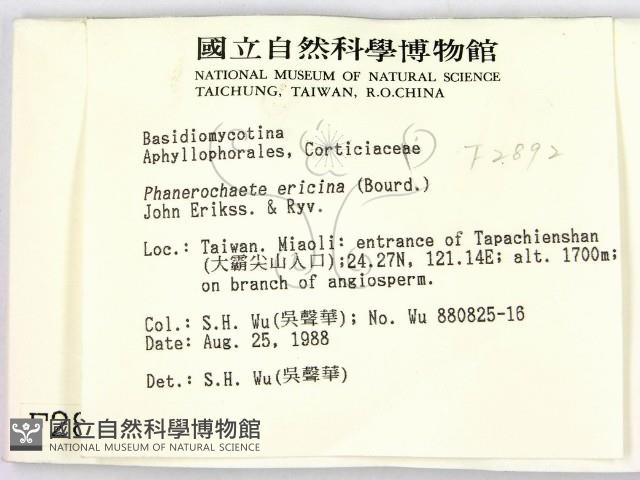 國立自然科學博物館
NATIONAL MUSEUM OF NATURAL SCIENCE
TAICHUNG, TAIWAN, R.O.CHINA
Basidiomycotina
Aphyllophorales, Corticiaceae
F2892
Phanerochaete ericina (Bourd.)
John Erikss. & Ryv.
Loc.: Taiwan. Miaoli: entrance of Tapachienshan
(大霸尖山入口);24.27N, 121.14E; alt. 1700m;
on branch of angiosperm.
Col.: S.H. Wu(吳聲華); No. Wu 880825-16
Date: Aug. 25, 1988
Det.: S.H. Wu(吳聲華)
國立自然科學博物館
NATIONAL MUSEUM OF NATURAL SCIENCE